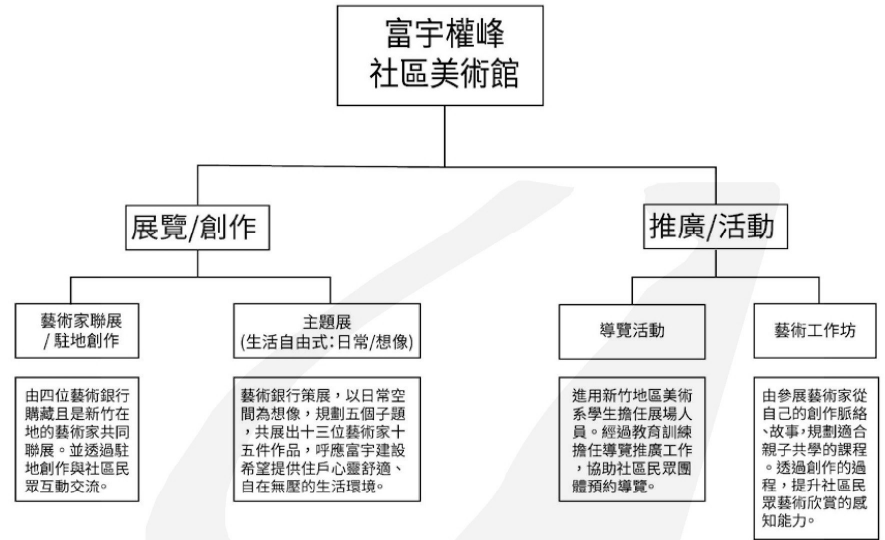 富宇權峰
社區美術館
展覽/創作
推廣/活動
藝術家聯展
/ 駐地創作
主題展
(生活自由式:日常/想像)
導覽活動
藝術工作坊
由四位藝術銀行
購藏且是新竹在
地的藝術家共同
聯展。並透過駐
地創作與社區民
眾互動交流。
藝術銀行策展，以日常空
間為想像，規劃五個子題
，共展出十三位藝術家十
五件作品，呼應富宇建設
希望提供住戶心靈舒適、
自在無壓的生活環境。
進用新竹地區美術
系學生擔任展場人
員。經過教育訓練
擔任導覽推廣工作
，協助社區民眾團
體預約導覽。
由參展藝術家從
自己的創作脈絡
、故事，規劃適合
親子共學的課程
。透過創作的過
程，提升社區民
眾藝術欣賞的感
知能力。